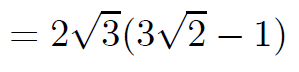 = 2√3(3√2 − 1)